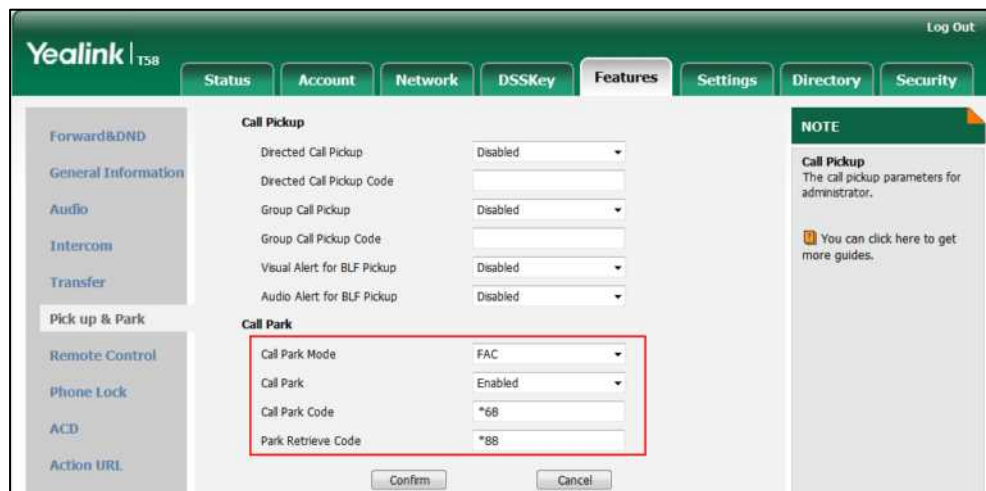 Log Out
Yealink T58
Status Account Network DSSKey Features Settings Directory Security
Forward&DND
General Information
Audio
Intercom
Transfer
Pick up & Park
Remote Control
Phone Lock
ACD
Action URL
Call Pickup
Directed Call Pickup Disabled
Directed Call Pickup Code
Group Call Pickup Disabled
Group Call Pickup Code
Visual Alert for BLF Pickup Disabled
Audio Alert for BLF Pickup Disabled
Call Park
Call Park Mode FAC
Call Park Enabled
Call Park Code *68
Park Retrieve Code *88
Confirm Cancel
NOTE
Call Pickup
The call pickup parameters for
administrator.
You can click here to get
more guides.